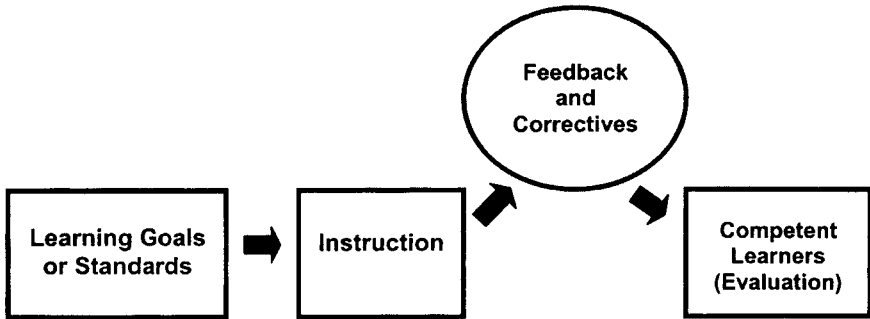 Learning Goals
or Standards
Instruction
Feedback
and
Correctives
Competent
Learners
(Evaluation)